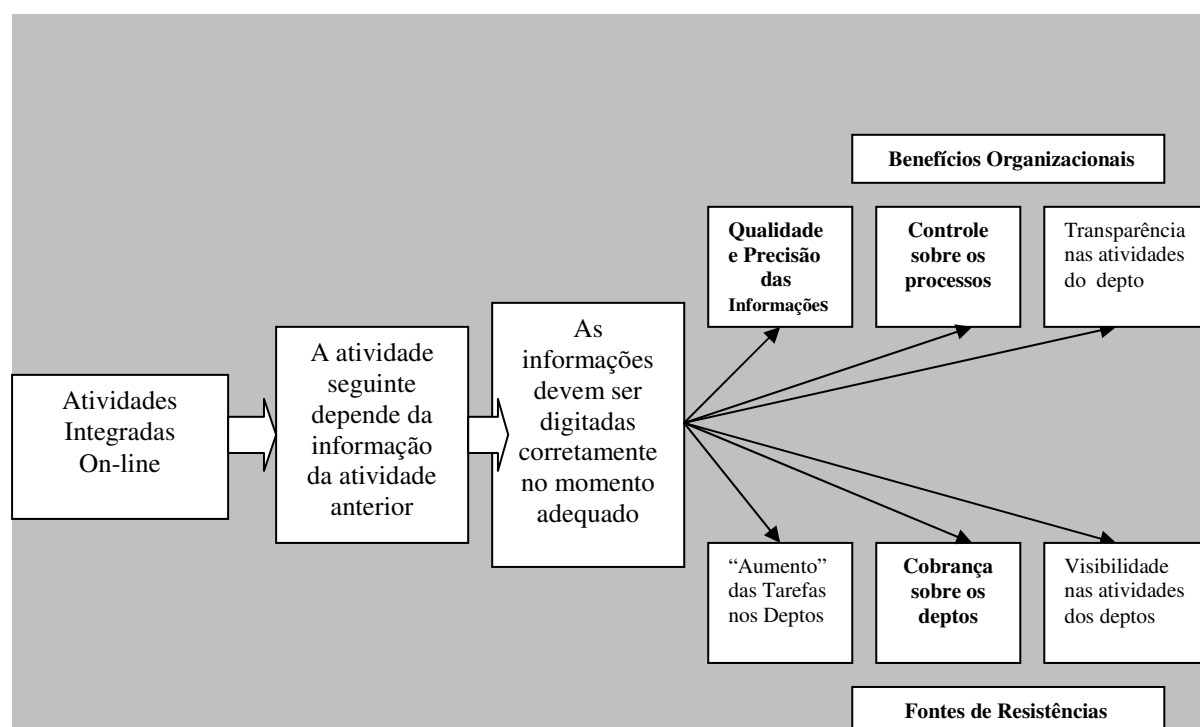 Benefícios Organizacionais
Qualidade
e Precisão
das
Informações
Controle
sobre os
processos
Transparência
nas atividades
do depto
As
informações
devem ser
digitadas
corretamente
no momento
adequado
A atividade
seguinte
depende da
informação
da atividade
anterior
Atividades
Integradas
On-line
“Aumento”
das Tarefas
nos Deptos
Cobrança
sobre os
deptos
Visibilidade
nas atividades
dos deptos
Fontes de Resistências